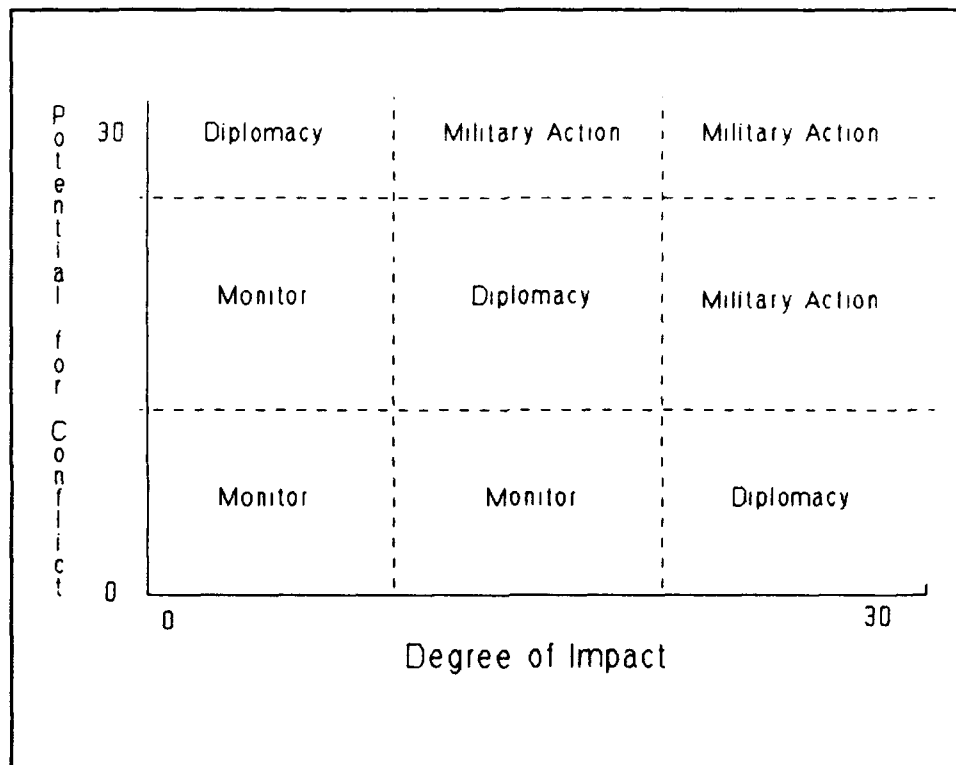 Potential for Conflict
30
Diplomacy
Military Action
Military Action
Monitor
Diplomacy
Military Action
Monitor
Monitor
Diplomacy
0
0
30
Degree of Impact